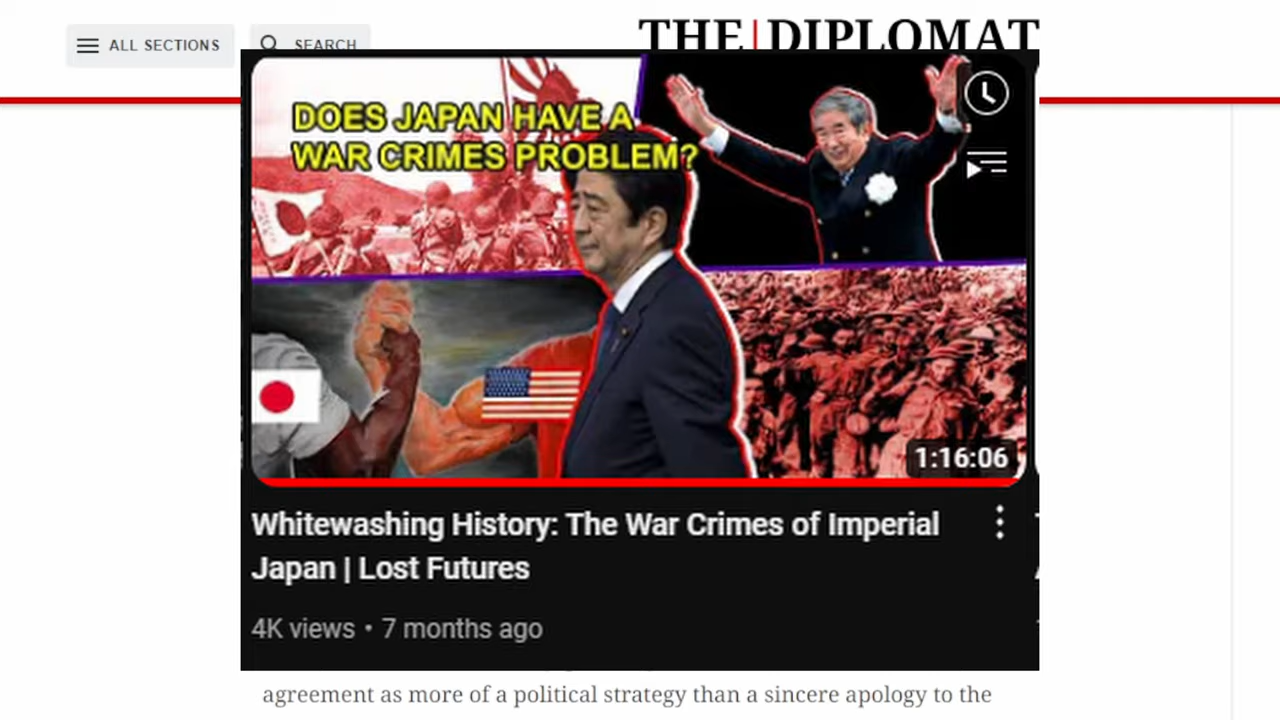 ALL SECTIONS
SEARCH
THE|DIPLOMAT
DOES JAPAN HAVE A
WAR CRIMES PROBLEM?
1:16:06
Whitewashing History: The War Crimes of Imperial
Japan | Lost Futures
4K views • 7 months ago
agreement as more of a political strategy than a sincere apology to the